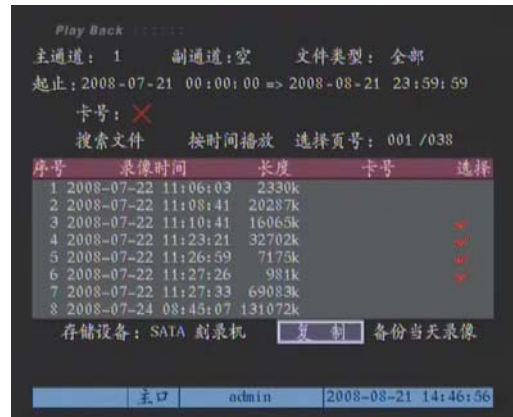 Play Back ::::::
主通道： 1 副通道：空 文件类型： 全部
起止：2008-07-21 00:00:00 => 2008-08-21 23:59:59
卡号：
搜索文件 按时间播放 选择页号： 001 /038
序号 录像时间 长度 卡号 选择
1 2008-07-22 11:06:03 2330k
2 2008-07-22 11:08:41 20287k
3 2008-07-22 11:10:41 16065k
4 2008-07-22 11:23:21 32702k
5 2008-07-22 11:26:59 7175k
6 2008-07-22 11:27:26 981k
7 2008-07-22 11:27:33 69083k
8 2008-07-24 08:45:07 131072k
存储设备：SATA 刻录机 复 制 备份当天录像
主口 admin 2008-08-21 14:46:56